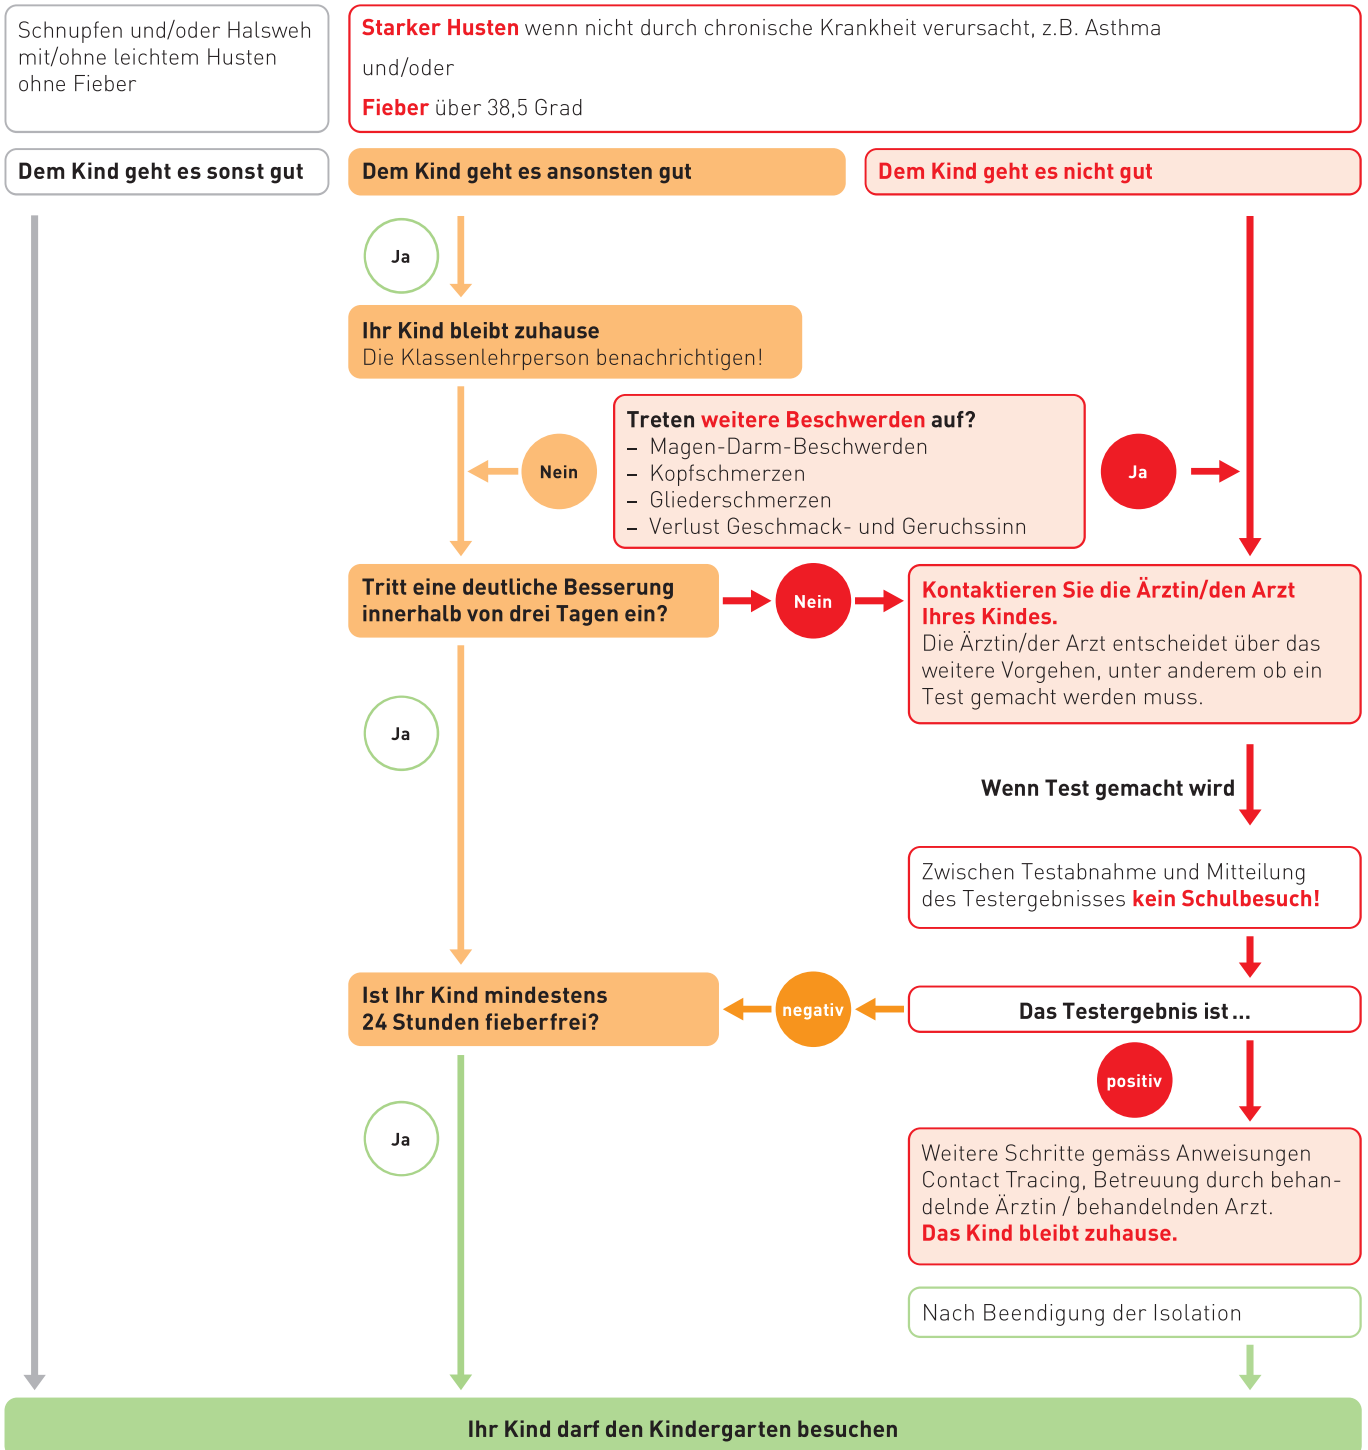 Schnupfen und/oder Halsweh
mit/ohne leichtem Husten
ohne Fieber
Starker Husten wenn nicht durch chronische Krankheit verursacht, z.B. Asthma
und/oder
Fieber über 38,5 Grad
Dem Kind geht es sonst gut
Dem Kind geht es ansonsten gut
Dem Kind geht es nicht gut
Ja
Ihr Kind bleibt zuhause
Die Klassenlehrperson benachrichtigen!
Treten weitere Beschwerden auf?
– Magen-Darm-Beschwerden
– Kopfschmerzen
– Gliederschmerzen
– Verlust Geschmack- und Geruchssinn
Nein
Ja
Tritt eine deutliche Besserung
innerhalb von drei Tagen ein?
Nein
Kontaktieren Sie die Ärztin/den Arzt
Ihres Kindes.
Die Ärztin/der Arzt entscheidet über das
weitere Vorgehen, unter anderem ob ein
Test gemacht werden muss.
Ja
Wenn Test gemacht wird
Zwischen Testabnahme und Mitteilung
des Testergebnisses kein Schulbesuch!
Ist Ihr Kind mindestens
24 Stunden fieberfrei?
negativ
Das Testergebnis ist ...
positiv
Ja
Weitere Schritte gemäss Anweisungen
Contact Tracing, Betreuung durch behan-
delnde Ärztin / behandelnden Arzt.
Das Kind bleibt zuhause.
Nach Beendigung der Isolation
Ihr Kind darf den Kindergarten besuchen